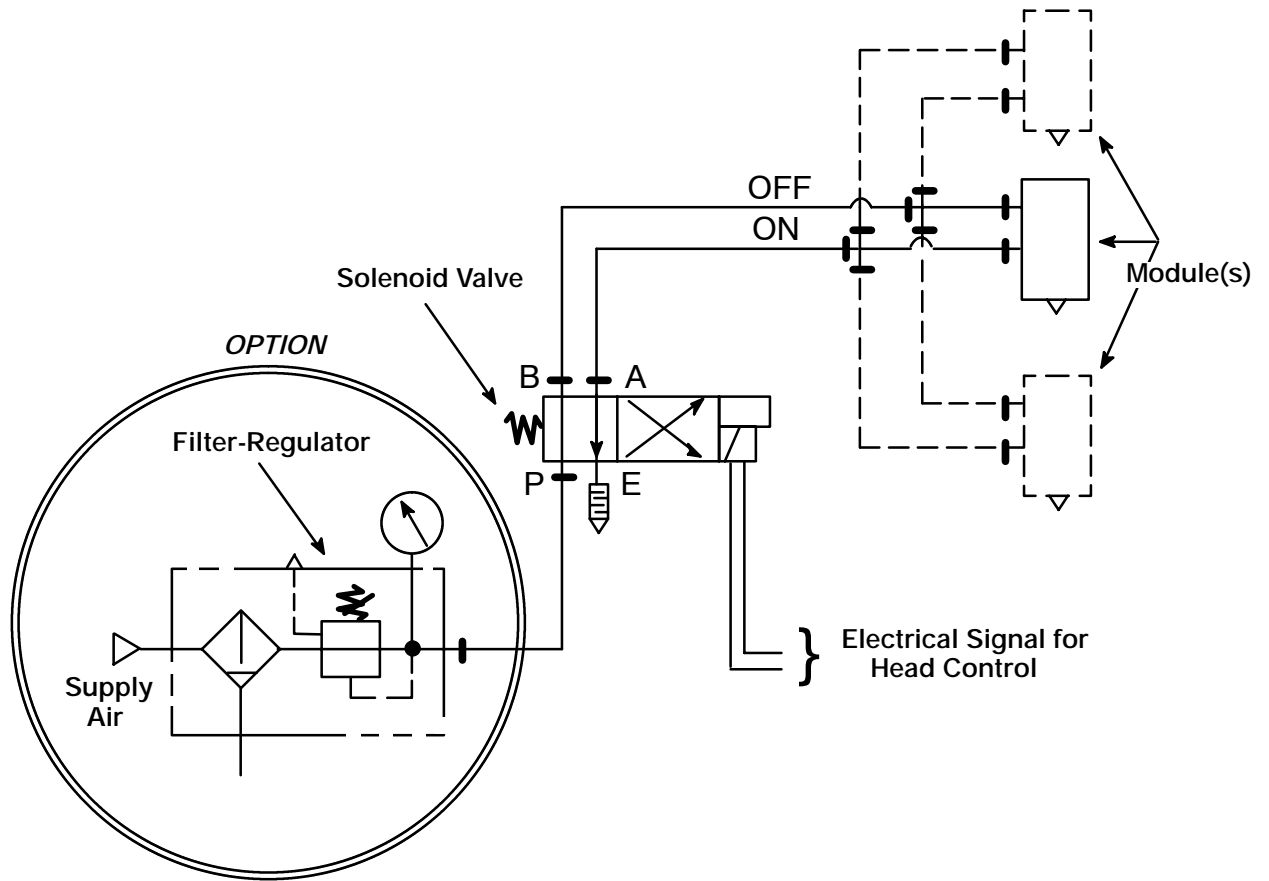 OFF
ON
Module(s)
Solenoid Valve
OPTION
B
A
Filter-Regulator
P
E
Supply
Air
Electrical Signal for
Head Control